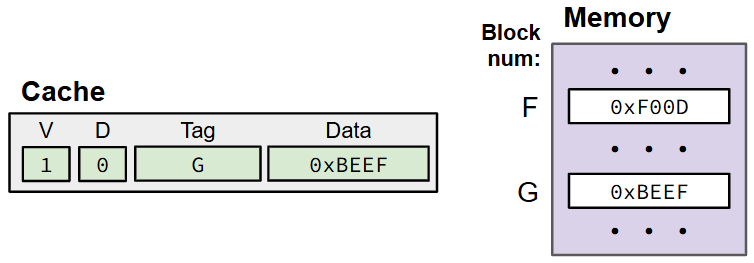 Memory
Block
num:
• • •
Cache
F 0xF00D
V D Tag Data
• • •
1 0 G 0xBEEF
G 0xBEEF
• • •